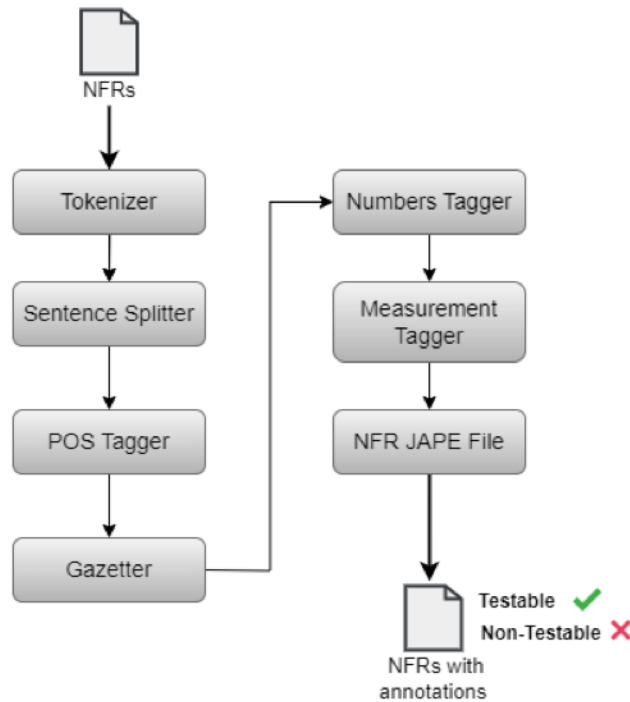 NFRs
Tokenizer
Sentence Splitter
POS Tagger
Gazetter
Numbers Tagger
Measurement
Tagger
NFR JAPE File
Testable
Non-Testable
NFRs with
annotations